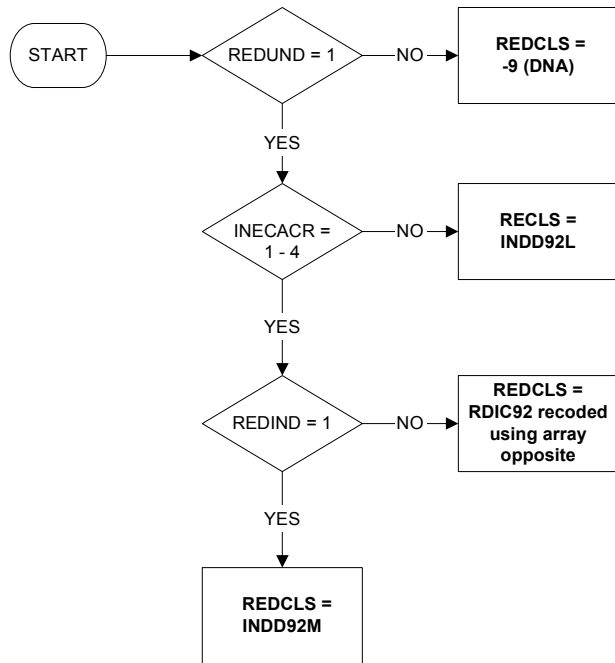 START
REDUND = 1
NO
REDCLS =
-9 (DNA)
YES
INECACR =
1 - 4
NO
RECLS =
INDD92L
YES
REDIND = 1
NO
REDCLS =
RDIC92 recoded
using array
opposite
YES
REDCLS =
INDD92M